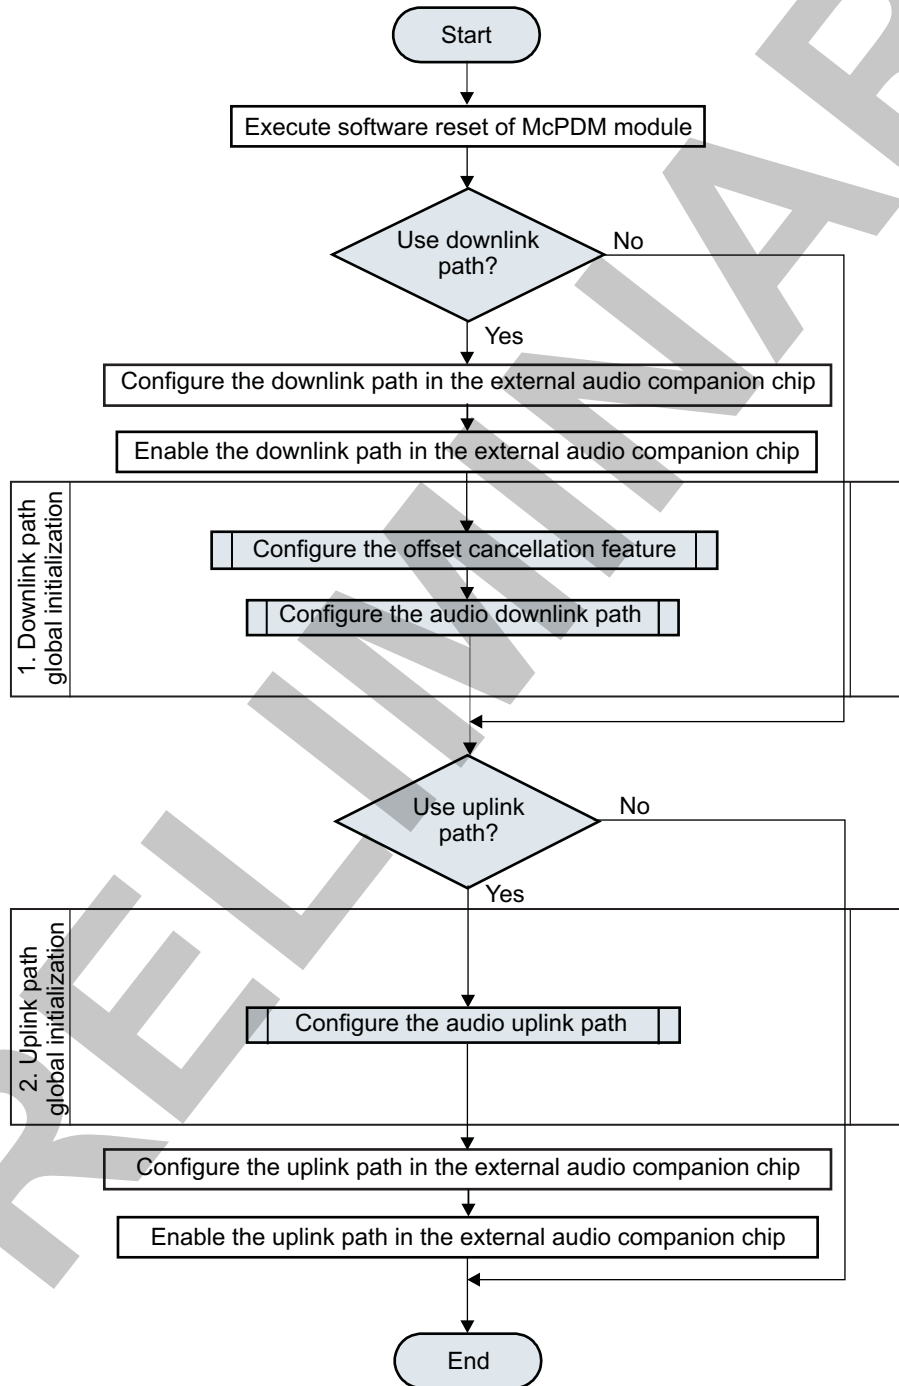 Start
Execute software reset of McPDM module
Use downlink
path?
No
Yes
Configure the downlink path in the external audio companion chip
Enable the downlink path in the external audio companion chip
1. Downlink path
global initialization
Configure the offset cancellation feature
Configure the audio downlink path
Use uplink
path?
No
Yes
2. Uplink path
global initialization
Configure the audio uplink path
Configure the uplink path in the external audio companion chip
Enable the uplink path in the external audio companion chip
End
RELIMINAR